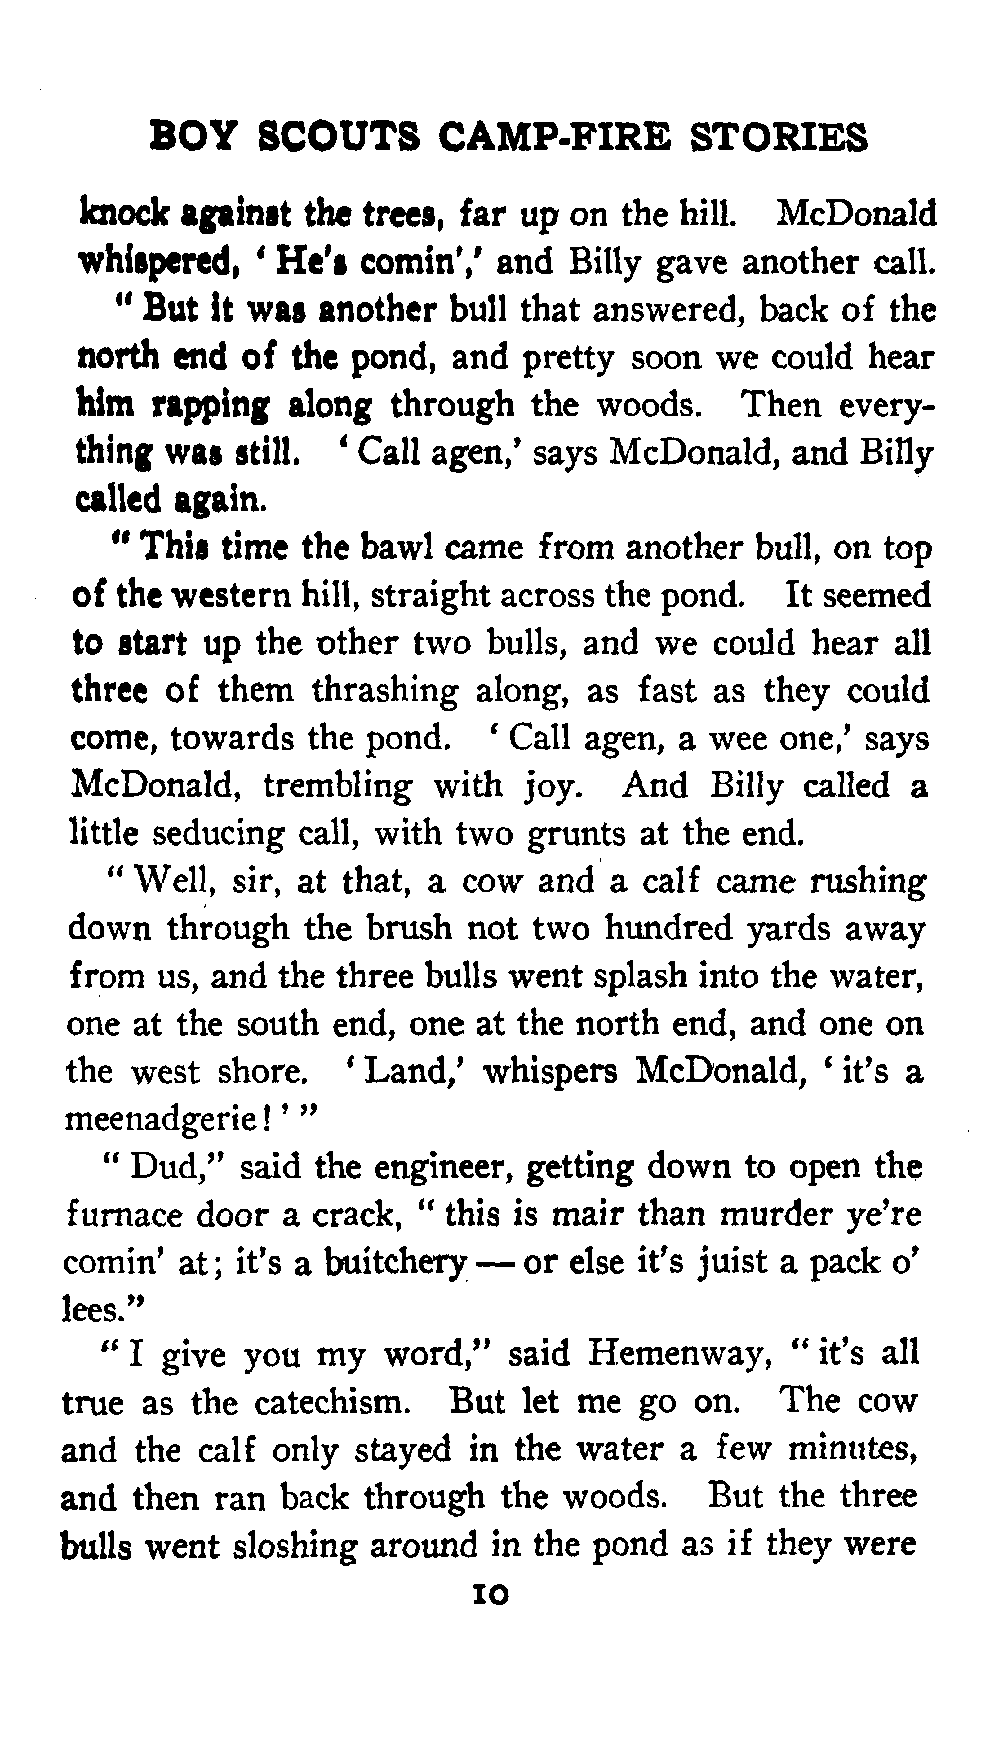 BOY SCOUTS CAMP-FIRE STORIES
knock against the trees, far up on the hill. McDonald
whispered, ‘ He's comin',’ and Billy gave another call.
“ But it was another bull that answered, back of the
north end of the pond, and pretty soon we could hear
him rapping along through the woods. Then every-
thing was still. ‘ Call agen,’ says McDonald, and Billy
called again.
“ This time the bawl came from another bull, on top
of the western hill, straight across the pond. It seemed
to start up the other two bulls, and we could hear all
three of them thrashing along, as fast as they could
come, towards the pond. ‘ Call agen, a wee one,’ says
McDonald, trembling with joy. And Billy called a
little seducing call, with two grunts at the end.
“ Well, sir, at that, a cow and a calf came rushing
down through the brush not two hundred yards away
from us, and the three bulls went splash into the water,
one at the south end, one at the north end, and one on
the west shore. ‘ Land,’ whispers McDonald, ‘ it's a
meenadgerie! ’ ”
“ Dud,” said the engineer, getting down to open the
furnace door a crack, “ this is mair than murder ye're
comin' at; it's a buitchery — or else it's juist a pack o'
lees.”
“ I give you my word,” said Hemenway, “ it's all
true as the catechism. But let me go on. The cow
and the calf only stayed in the water a few minutes,
and then ran back through the woods. But the three
bulls went sloshing around in the pond as if they were
10